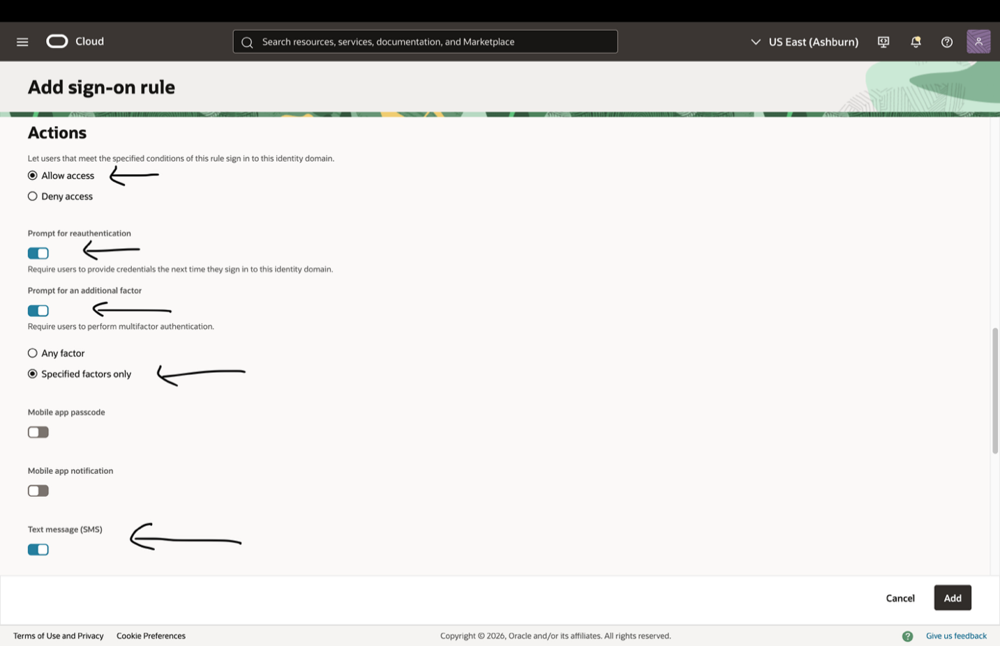 Cloud
Search resources, services, documentation, and Marketplace
US East (Ashburn)
Add sign-on rule
Actions
Let users that meet the specified conditions of this rule sign in to this identity domain.
Allow access
Deny access
Prompt for reauthentication
Require users to provide credentials the next time they sign in to this identity domain.
Prompt for an additional factor
Require users to perform multifactor authentication.
Any factor
Specified factors only
Mobile app passcode
Mobile app notification
Text message (SMS)
Cancel
Add
Terms of Use and Privacy
Cookie Preferences
Copyright © 2026, Oracle and/or its affiliates. All rights reserved.
Give us feedback